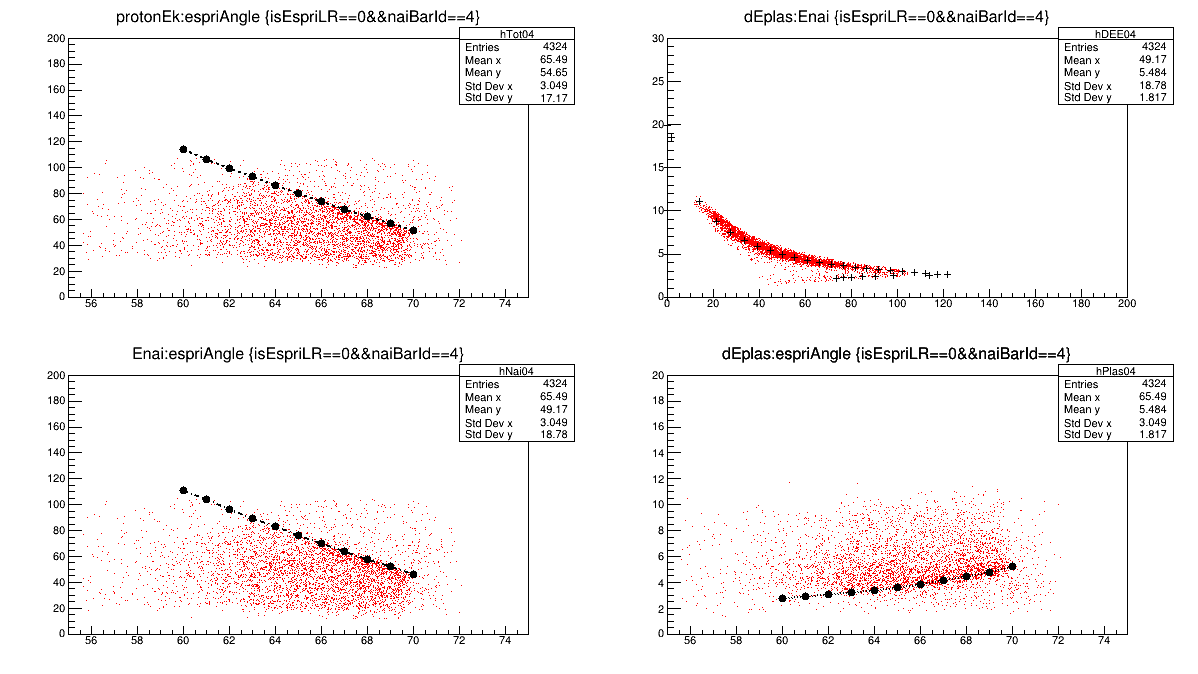 protonEk:espriAngle {isEspriLR==0&&naiBarId==4}
hTot04
Entries 4324
Mean x 65.49
Mean y 54.65
Std Dev x 3.049
Std Dev y 17.17
200
180
160
140
120
100
80
60
40
20
0
56 58 60 62 64 66 68 70 72 74
dEplas:Enai {isEspriLR==0&&naiBarId==4}
hDEE04
Entries 4324
Mean x 49.17
Mean y 5.484
Std Dev x 18.78
Std Dev y 1.817
30
25
20
15
10
5
0
0 20 40 60 80 100 120 140 160 180 200
Enai:espriAngle {isEspriLR==0&&naiBarId==4}
hNai04
Entries 4324
Mean x 65.49
Mean y 49.17
Std Dev x 3.049
Std Dev y 18.78
200
180
160
140
120
100
80
60
40
20
0
56 58 60 62 64 66 68 70 72 74
dEplas:espriAngle {isEspriLR==0&&naiBarId==4}
hPlas04
Entries 4324
Mean x 65.49
Mean y 5.484
Std Dev x 3.049
Std Dev y 1.817
20
18
16
14
12
10
8
6
4
2
0
56 58 60 62 64 66 68 70 72 74